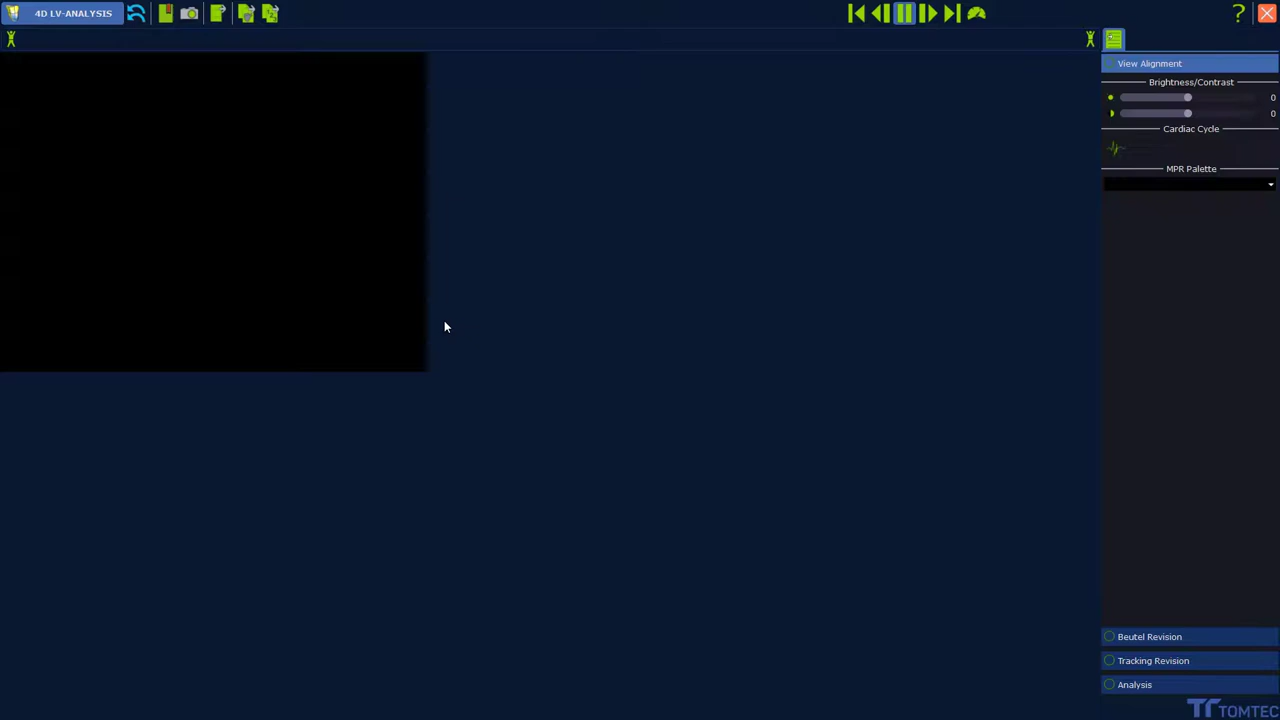 4D LV-ANALYSIS
?
View Alignment
Brightness/Contrast
0
0
Cardiac Cycle
MPR Palette
Beutel Revision
Tracking Revision
Analysis
TOMTEC